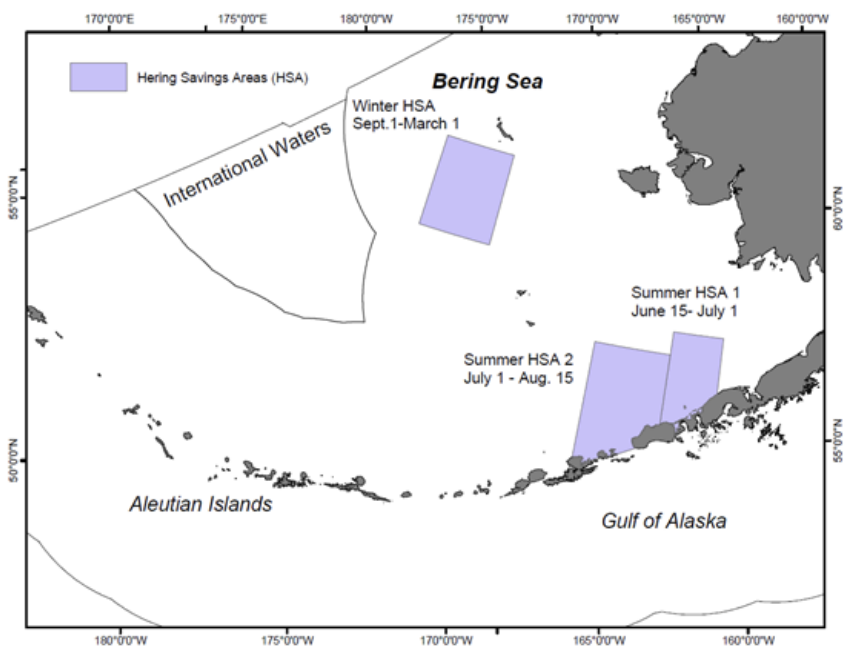 170°0'0"E 175°0'0"E 180°0'0"W 175°0'0"W 170°0'0"W 165°0'0"W 160°0'0"W
Hering Savings Areas (HSA)
Bering Sea
Winter HSA
Sept.1-March 1
International Waters
55°0'0"N
60°0'0"N
Summer HSA 1
June 15- July 1
Summer HSA 2
July 1 - Aug. 15
50°0'0"N
55°0'0"N
Aleutian Islands
Gulf of Alaska
180°0'0"W 175°0'0"W 170°0'0"W 165°0'0"W 160°0'0"W